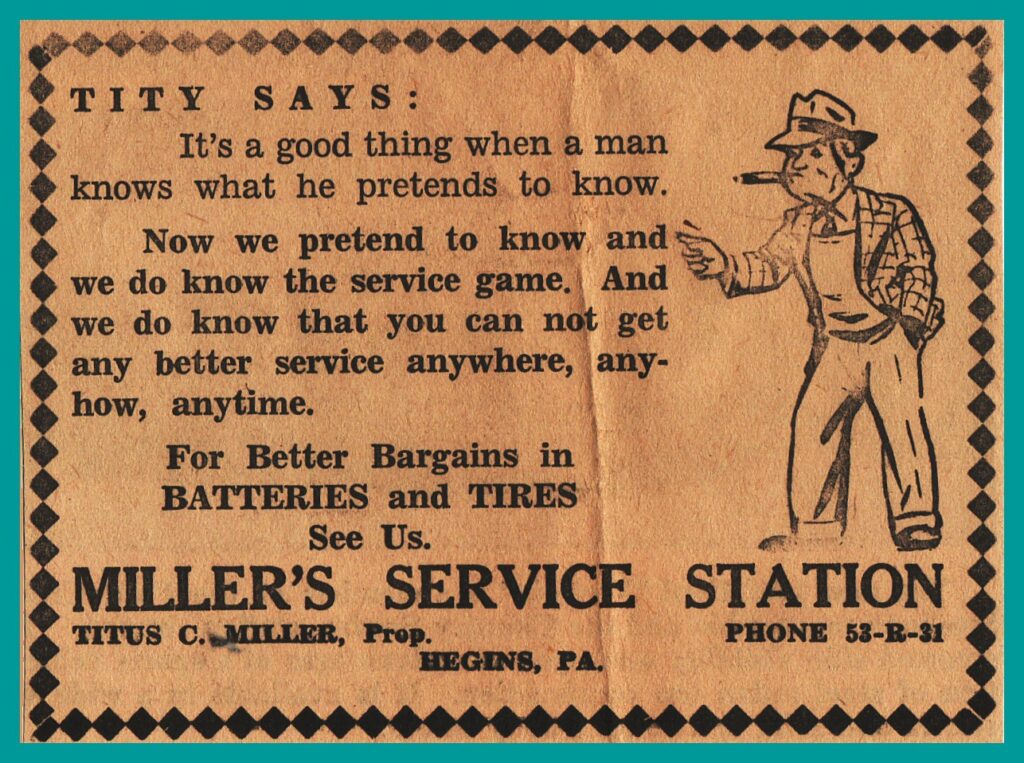 TITY SAYS:
It's a good thing when a man
knows what he pretends to know.
Now we pretend to know and
we do know the service game. And
we do know that you can not get
any better service anywhere, any-
how, anytime.
For Better Bargains in
BATTERIES and TIRES
See Us.
MILLER'S SERVICE STATION
TITUS C. MILLER, Prop.
PHONE 53-R-31
HEGINS, PA.